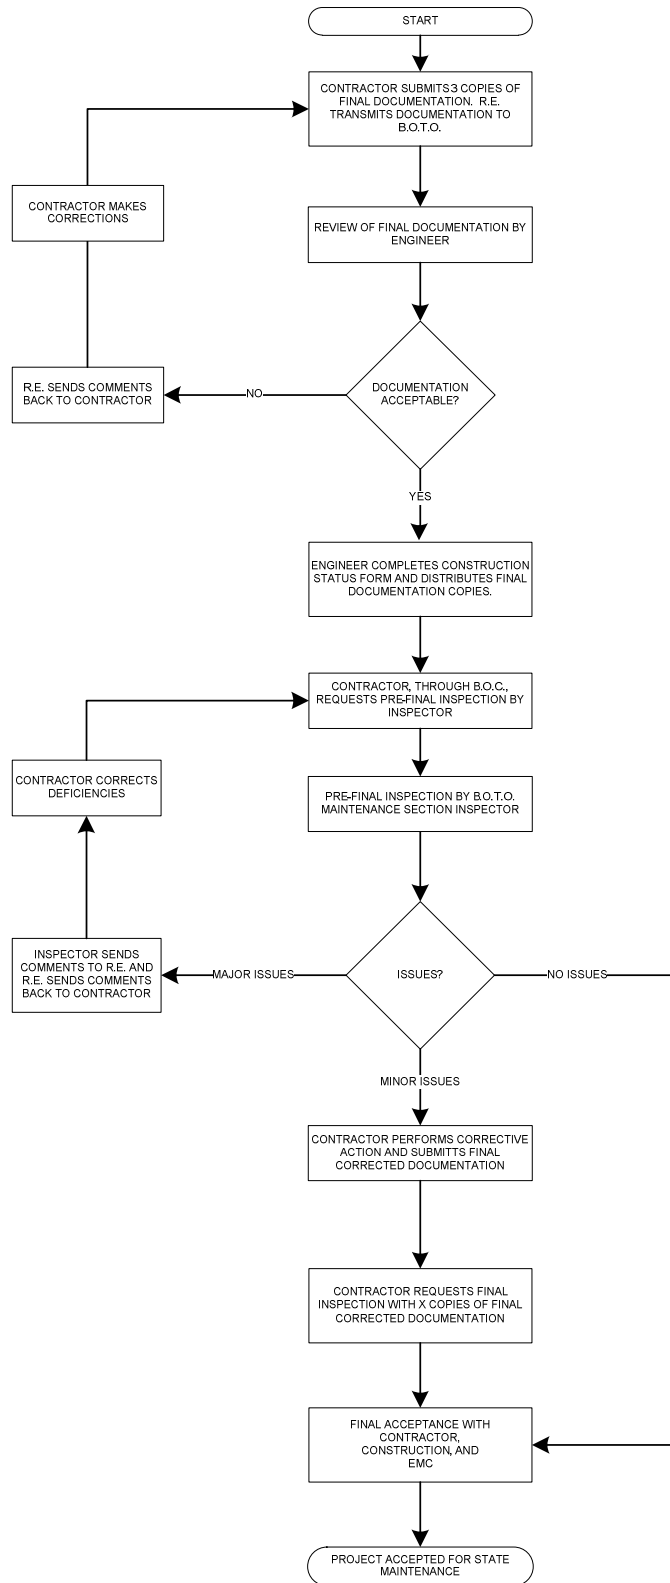 START
CONTRACTOR SUBMITS 3 COPIES OF
FINAL DOCUMENTATION. R.E.
TRANSMITS DOCUMENTATION TO
B.O.T.O.
CONTRACTOR MAKES
CORRECTIONS
REVIEW OF FINAL DOCUMENTATION BY
ENGINEER
R.E. SENDS COMMENTS
BACK TO CONTRACTOR
NO
DOCUMENTATION
ACCEPTABLE?
YES
ENGINEER COMPLETES CONSTRUCTION
STATUS FORM AND DISTRIBUTES FINAL
DOCUMENTATION COPIES.
CONTRACTOR, THROUGH B.O.C.,
REQUESTS PRE-FINAL INSPECTION BY
INSPECTOR
CONTRACTOR CORRECTS
DEFICIENCIES
PRE-FINAL INSPECTION BY B.O.T.O.
MAINTENANCE SECTION INSPECTOR
INSPECTOR SENDS
COMMENTS TO R.E. AND
R.E. SENDS COMMENTS
BACK TO CONTRACTOR
MAJOR ISSUES
ISSUES?
NO ISSUES
MINOR ISSUES
CONTRACTOR PERFORMS CORRECTIVE
ACTION AND SUBMITTS FINAL
CORRECTED DOCUMENTATION
CONTRACTOR REQUESTS FINAL
INSPECTION WITH X COPIES OF FINAL
CORRECTED DOCUMENTATION
FINAL ACCEPTANCE WITH
CONTRACTOR,
CONSTRUCTION, AND
EMC
PROJECT ACCEPTED FOR STATE
MAINTENANCE